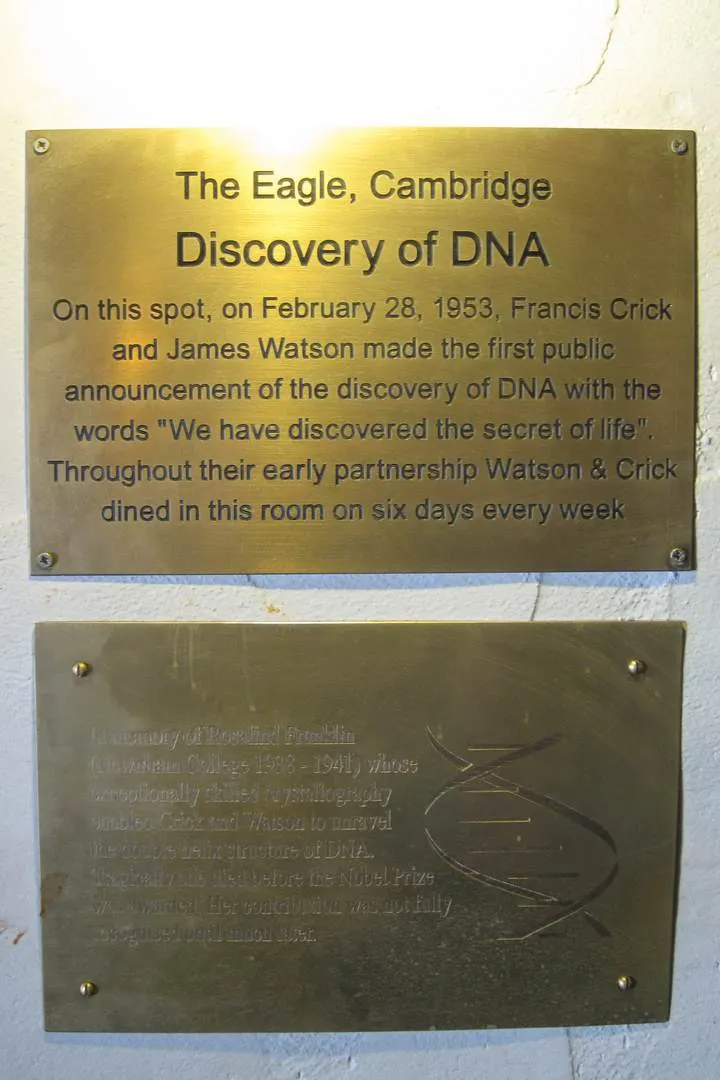 The Eagle, Cambridge
Discovery of DNA
On this spot, on February 28, 1953, Francis Crick
and James Watson made the first public
announcement of the discovery of DNA with the
words "We have discovered the secret of life".
Throughout their early partnership Watson & Crick
dined in this room on six days every week
In memory of Rosalind Franklin
(Newnham College 1938 - 1941) whose
exceptionally skilled crystallography
enabled Crick and Watson to unravel
the double helix structure of DNA.
Tragically she died before the Nobel Prize
was awarded. Her contribution was not fully
recognised until much later.